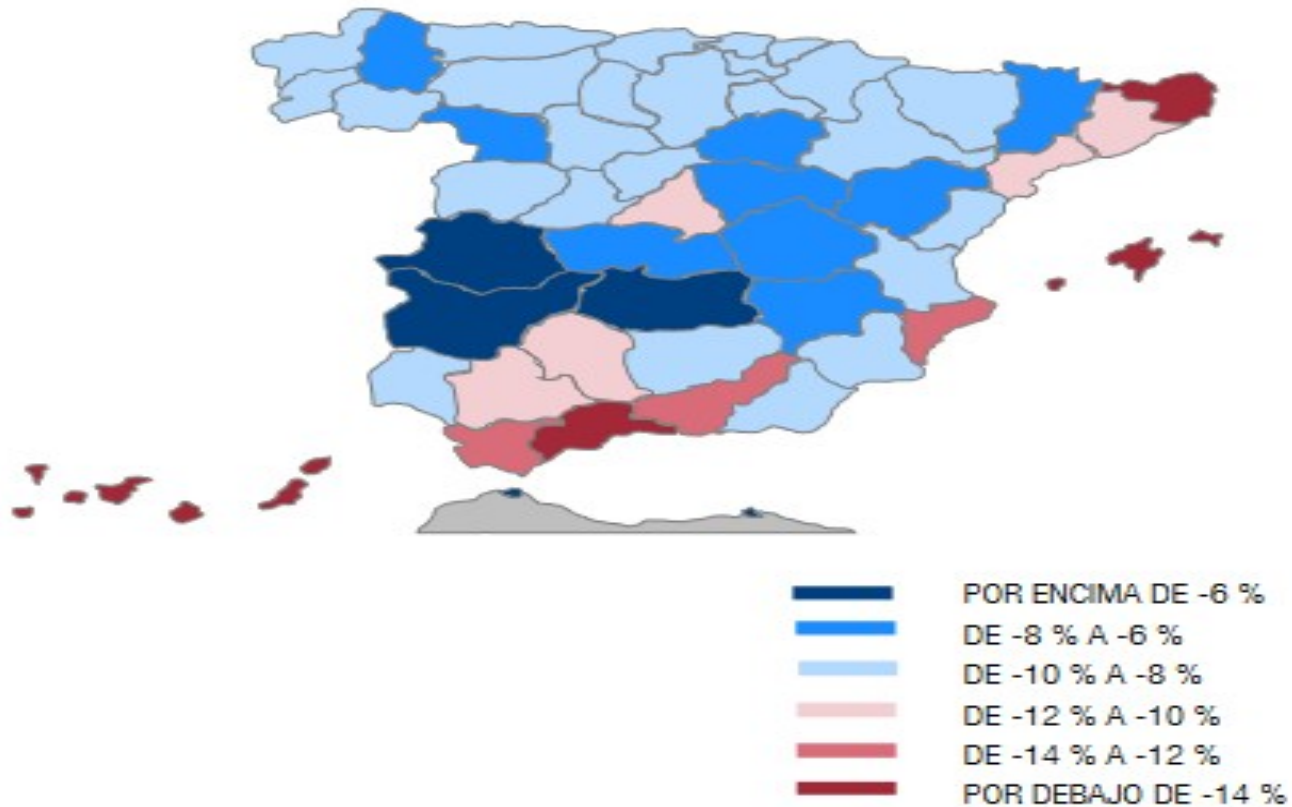 POR ENCIMA DE -6 %
DE -8 % A -6 %
DE -10 % A -8 %
DE -12 % A -10 %
DE -14 % A -12 %
POR DEBAJO DE -14 %